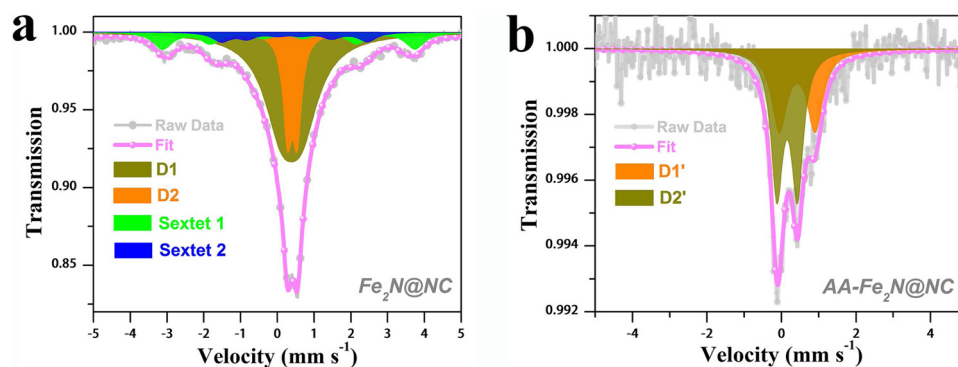 a
1.00
0.95
0.90
0.85
Transmission
Raw Data
Fit
D1
D2
Sextet 1
Sextet 2
Fe₂N@NC
-5 -4 -3 -2 -1 0 1 2 3 4 5
Velocity (mm s⁻¹)
b
1.000
0.998
0.996
0.994
0.992
Transmission
Raw Data
Fit
D1'
D2'
AA-Fe₂N@NC
-4 -2 0 2 4
Velocity (mm s⁻¹)